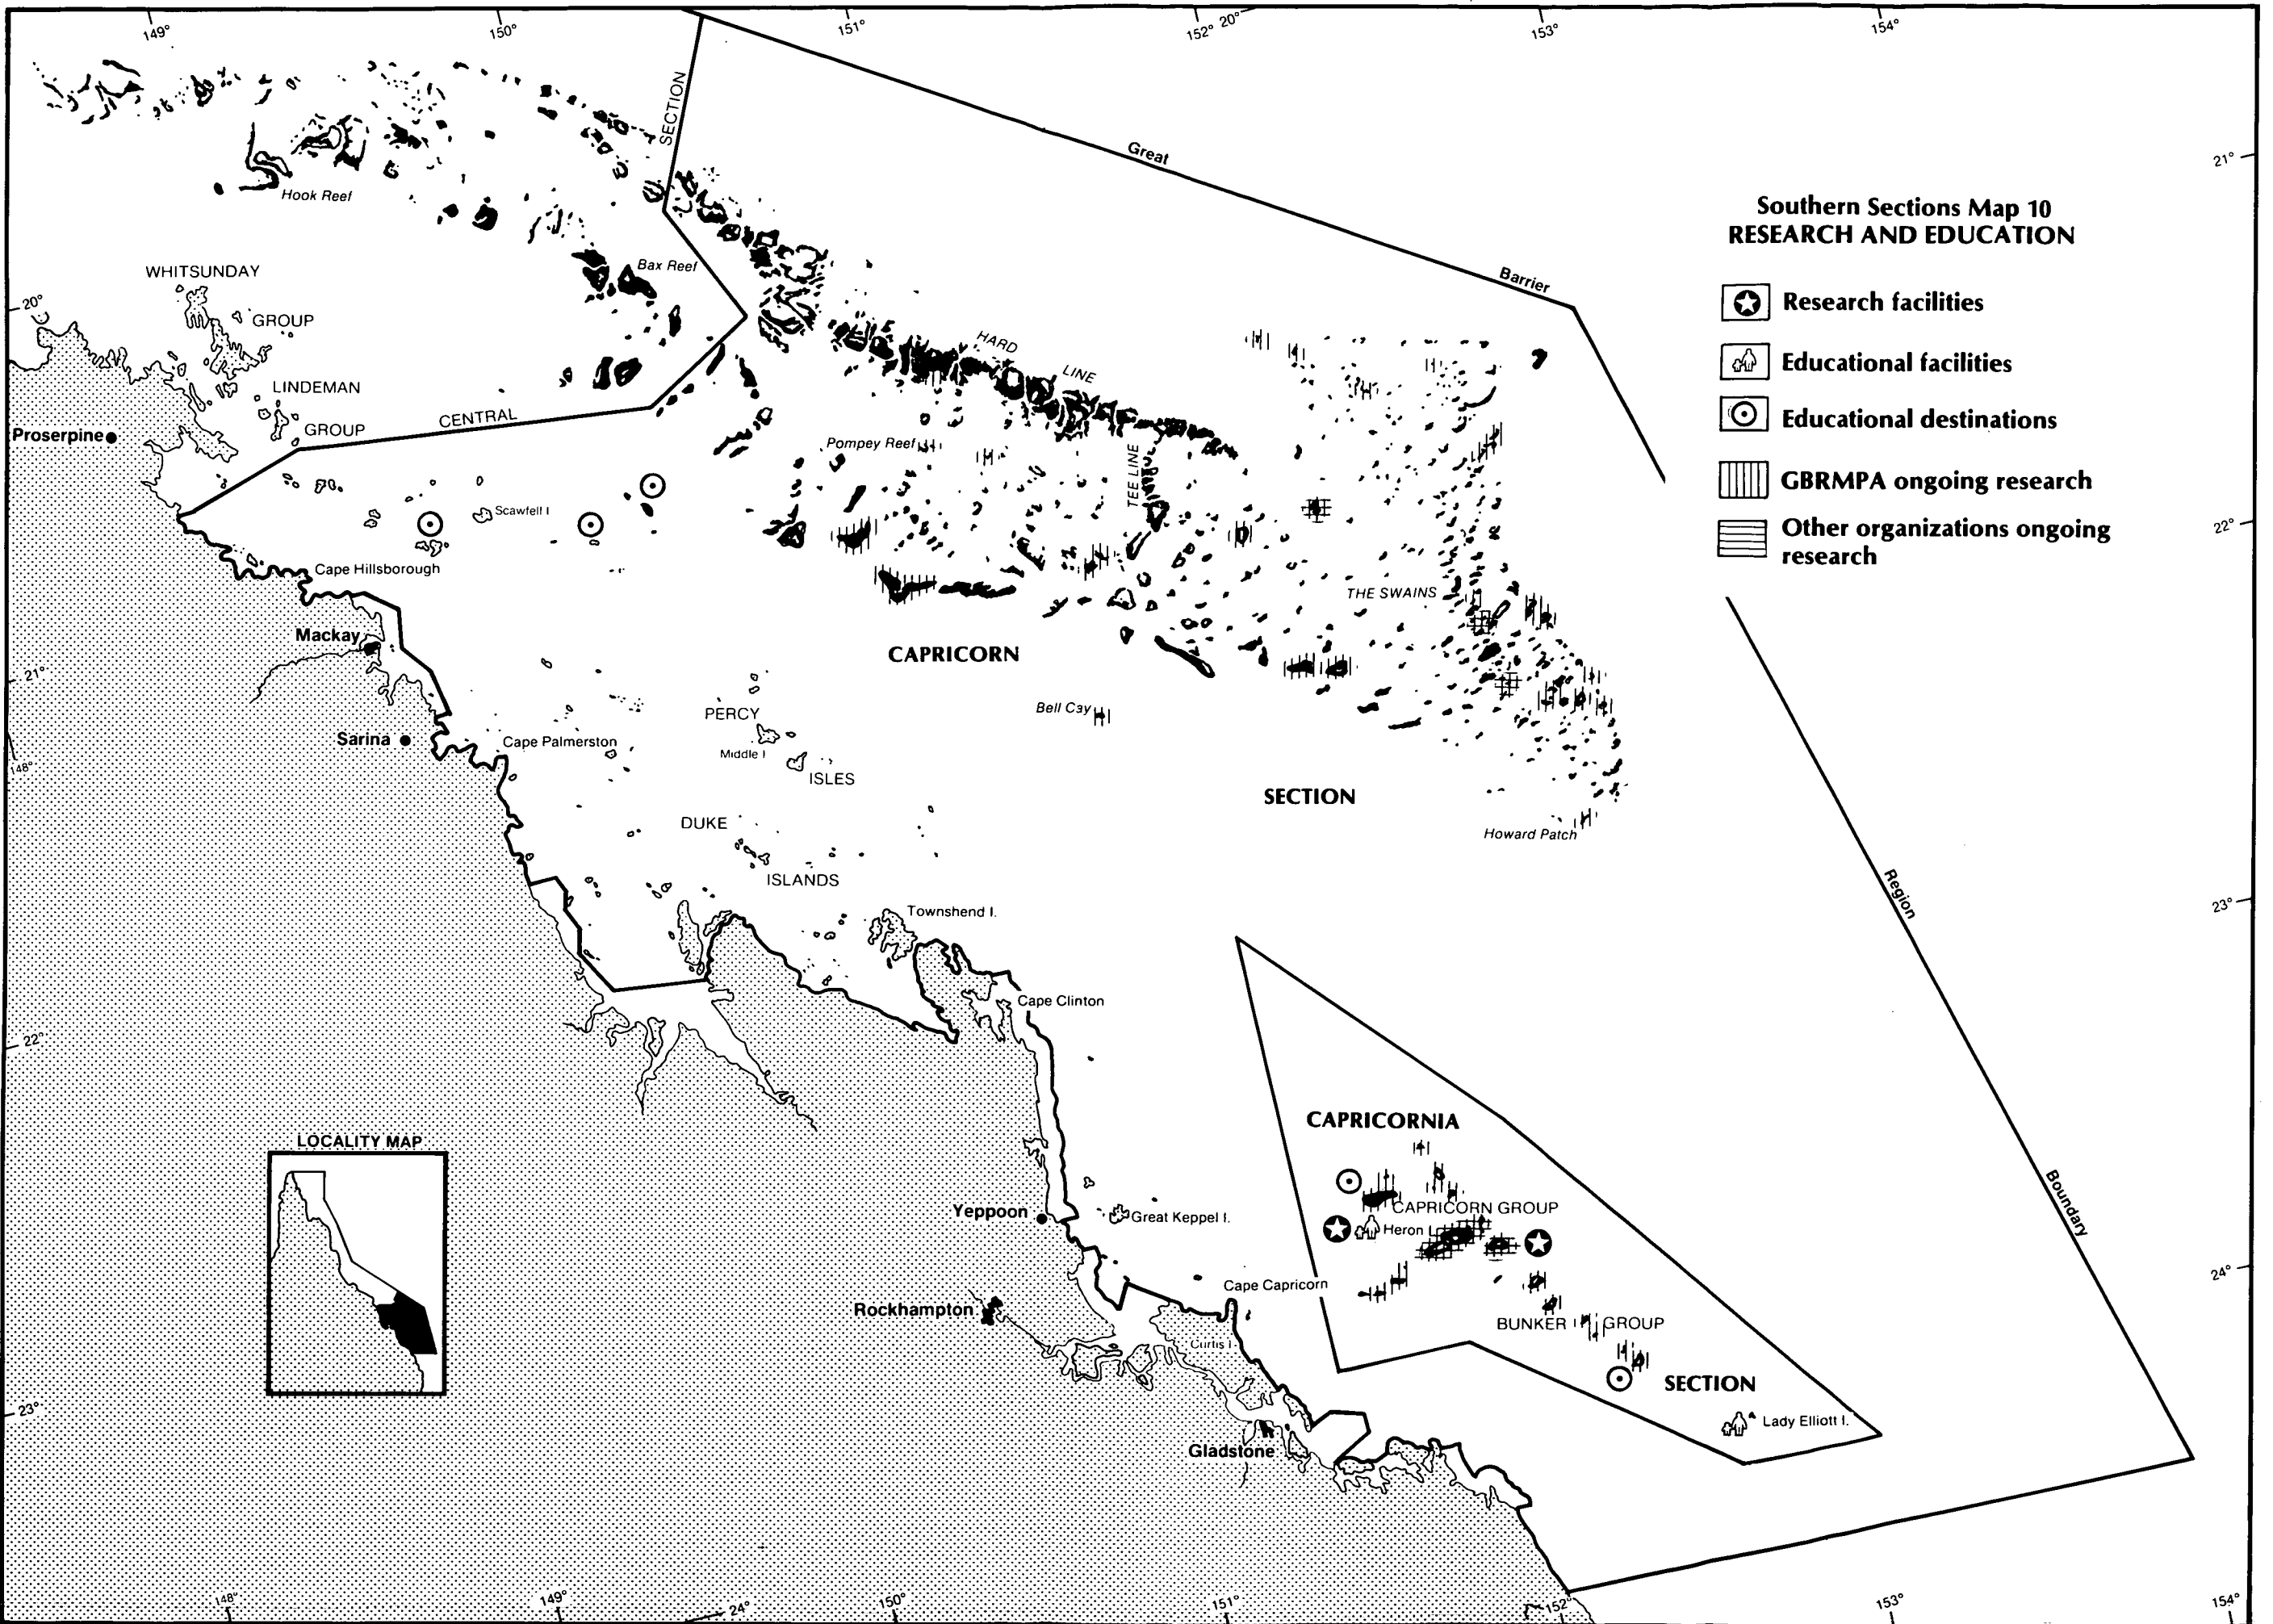 149°
150°
151°
152°
20°
153°
154°
SECTION
Great
21°
Hook Reef
Southern Sections Map 10
RESEARCH AND EDUCATION
Bax Reef
WHITSUNDAY
Barrier
20°
Research facilities
GROUP
HARD
LINE
Educational facilities
LINDEMAN
CENTRAL
GROUP
Educational destinations
Proserpine
Pompey Reef
TEE LINE
GBRMPA ongoing research
Scawfell I
22°
Other organizations ongoing
research
Cape Hillsborough
THE SWAINS
Mackay
CAPRICORN
21°
Bell Cay
PERCY
Sarina
Cape Palmerston
Middle I
148°
ISLES
SECTION
DUKE
Howard Patch
ISLANDS
Region
23°
Townshend I.
Cape Clinton
22°
CAPRICORNIA
LOCALITY MAP
Boundary
CAPRICORN GROUP
Yeppoon
Great Keppel I.
Heron I.
24°
Cape Capricorn
Rockhampton
BUNKER
GROUP
Curtis I.
SECTION
23°
Lady Elliott I.
Gladstone
148°
149°
24°
150°
151°
152°
153°
154°